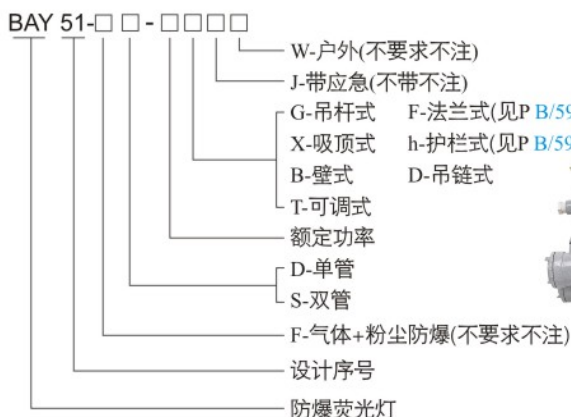 BAY 51-□ □ - □ □ □ □
W-户外(不要求不注)
J-带应急(不带不注)
G-吊杆式 F-法兰式(见P B/59
X-吸顶式 h-护栏式(见P B/59
B-壁式 D-吊链式
T-可调式
额定功率
D-单管
S-双管
F-气体+粉尘防爆(不要求不注)
设计序号
防爆荧光灯